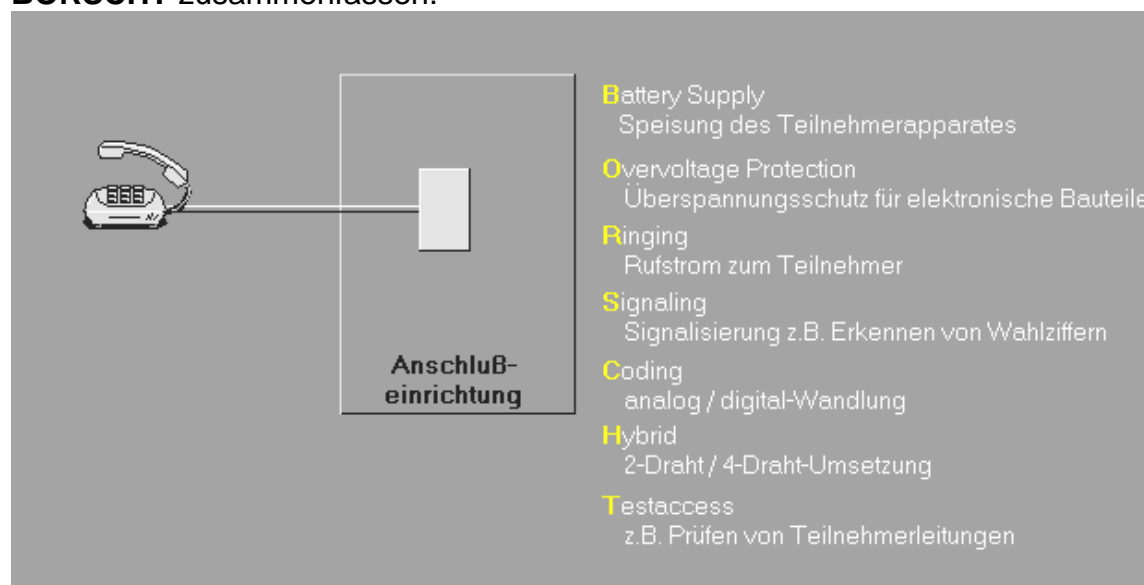 BORSCHT zusammenfassen:
Battery Supply
Speisung des Teilnehmerapparates
Overvoltage Protection
Überspannungsschutz für elektronische Bauteile
Ringing
Rufstrom zum Teilnehmer
Signaling
Signalisierung z.B. Erkennen von Wahlziffern
Anschluß-
einrichtung
Coding
analog / digital-Wandlung
Hybrid
2-Draht / 4-Draht-Umsetzung
Testaccess
z.B. Prüfen von Teilnehmerleitungen